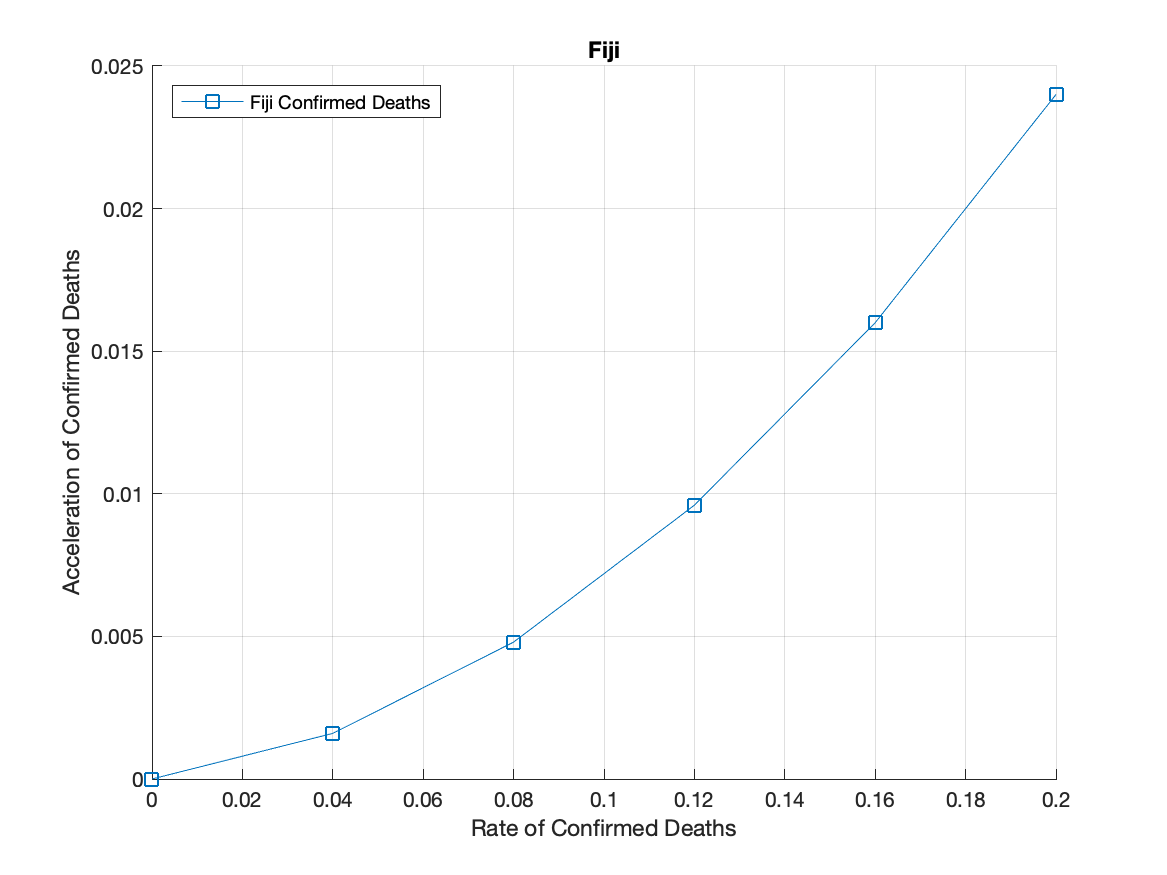 Fiji
Fiji Confirmed Deaths
Acceleration of Confirmed Deaths
0.025
0.02
0.015
0.01
0.005
0
0 0.02 0.04 0.06 0.08 0.1 0.12 0.14 0.16 0.18 0.2
Rate of Confirmed Deaths